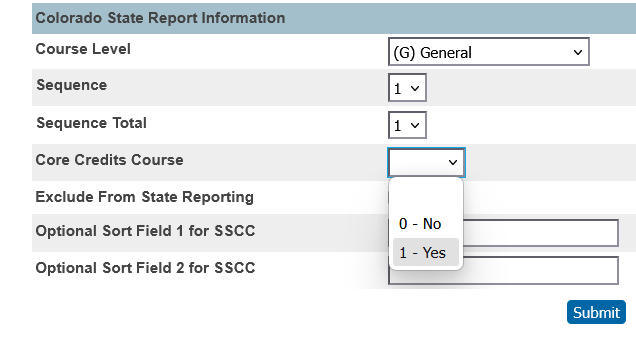 Colorado State Report Information
Course Level (G) General
Sequence 1
Sequence Total 1
Core Credits Course
Exclude From State Reporting
0 - No
Optional Sort Field 1 for SSCC
1 - Yes
Optional Sort Field 2 for SSCC
Submit